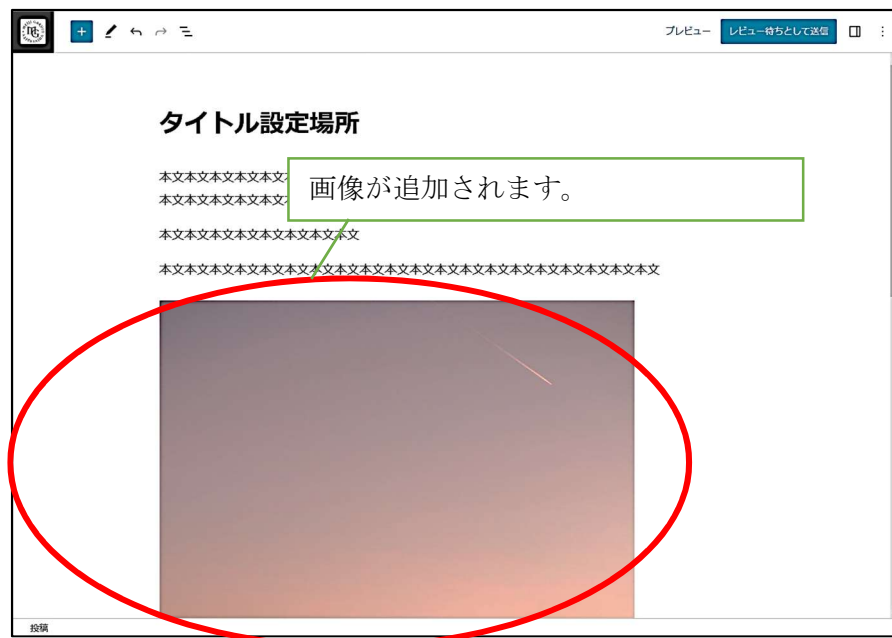 プレビュー
レビュー待ちとして送信
タイトル設定場所
画像が追加されます。
本文本文本文本文本文
本文本文本文本文本文
本文本文本文本文本文本文本文本文
本文本文本文本文本文本文本文本文本文本文本文本文本文本文本文本文本文本文本文本文
投稿